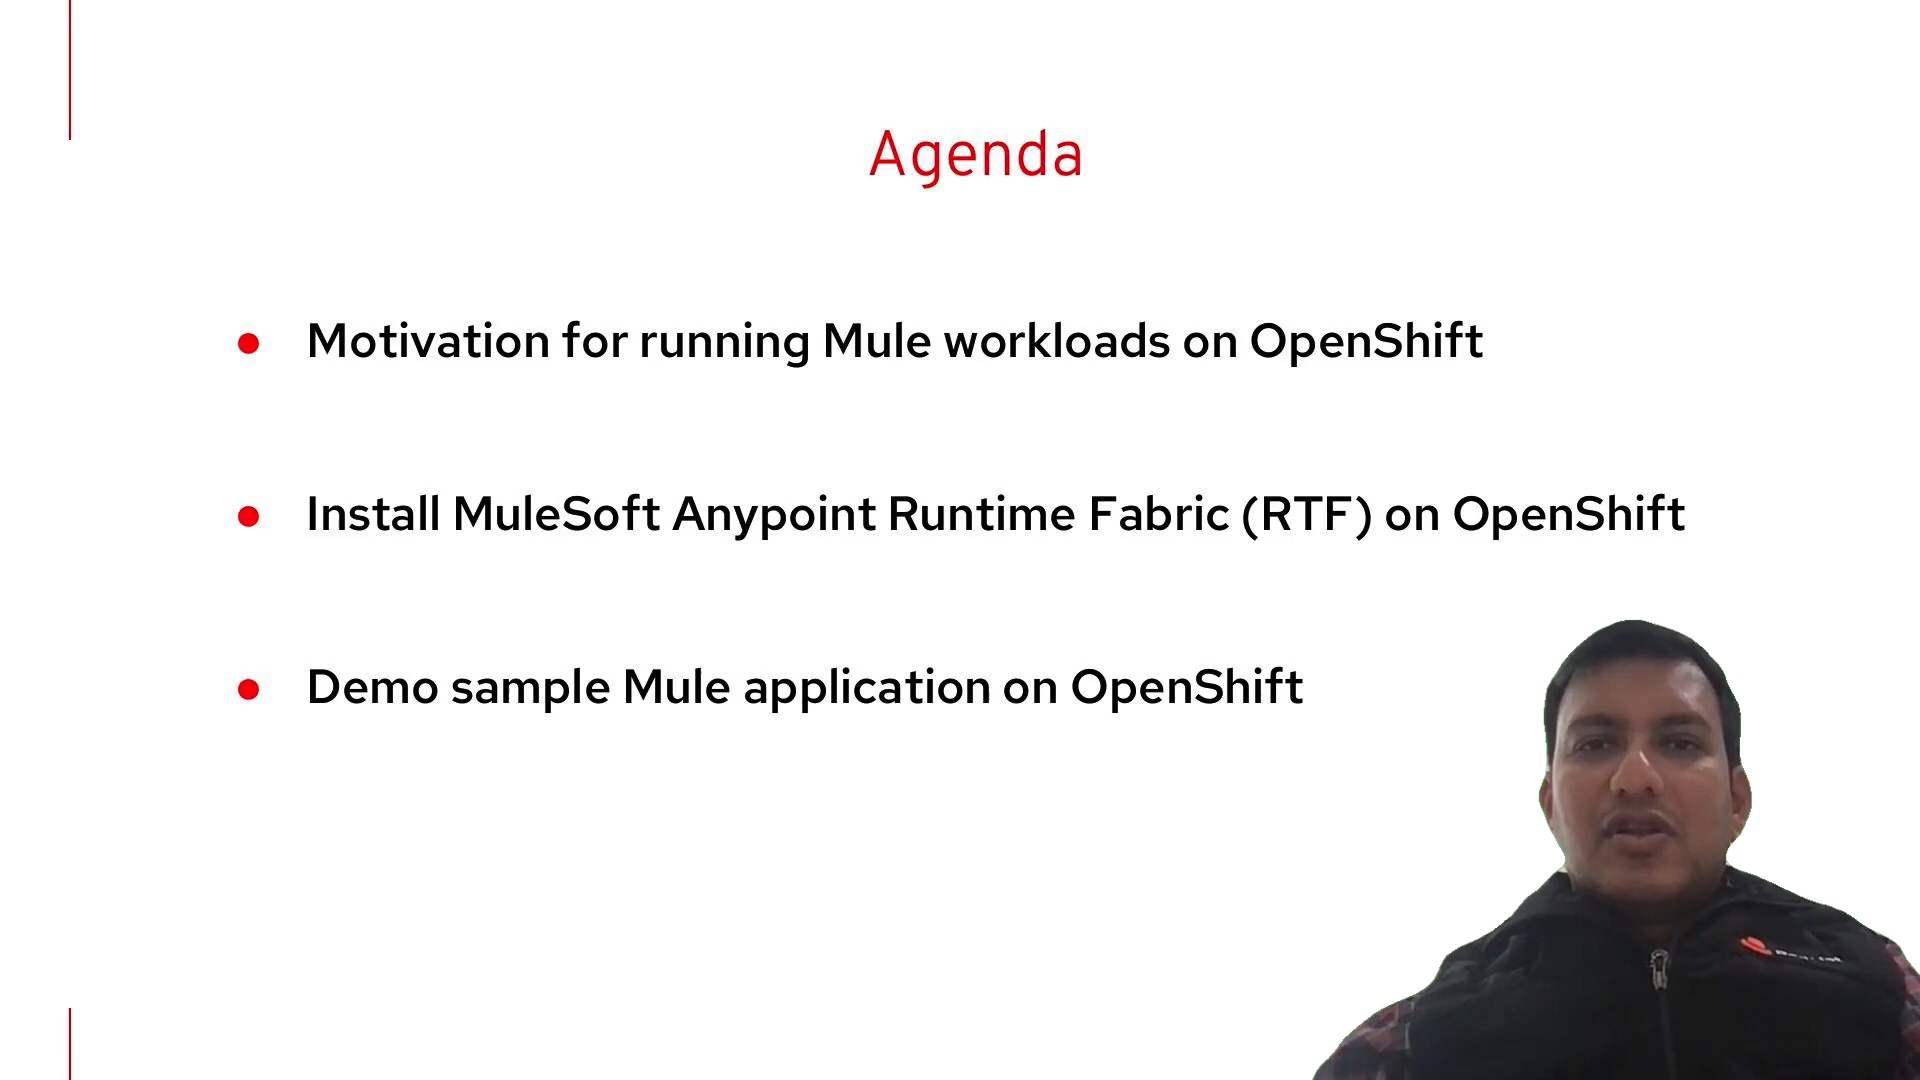 Agenda
Motivation for running Mule workloads on OpenShift
Install MuleSoft Anypoint Runtime Fabric (RTF) on OpenShift
Demo sample Mule application on OpenShift